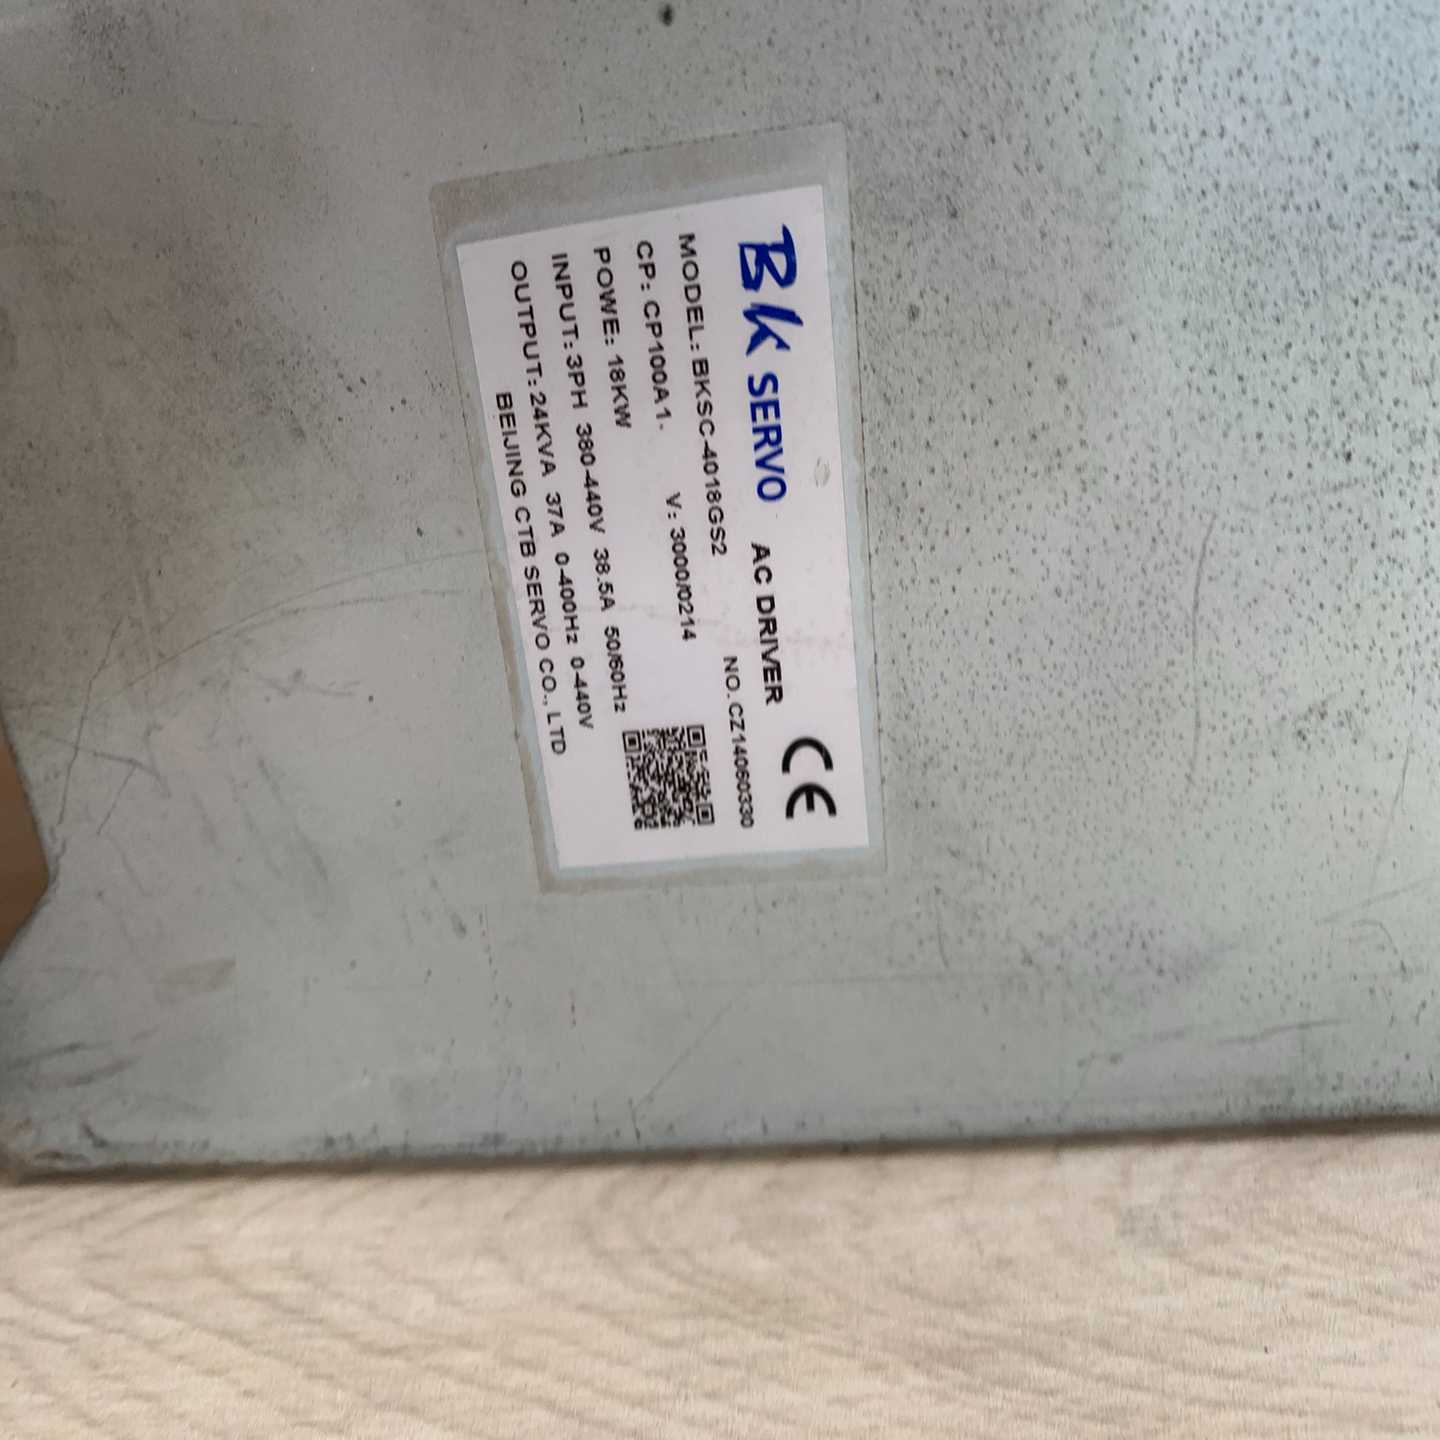 BK SERVO AC DRIVER CE
MODEL: BKSC-4018GS2 NO. CZ14060330
CP: CP100A1- V: 3000/0214
POWE: 18KW
INPUT: 3PH 380-440V 38.5A 50/60Hz
OUTPUT: 24KVA 37A 0-400Hz 0-440V
BEIJING CTB SERVO CO., LTD